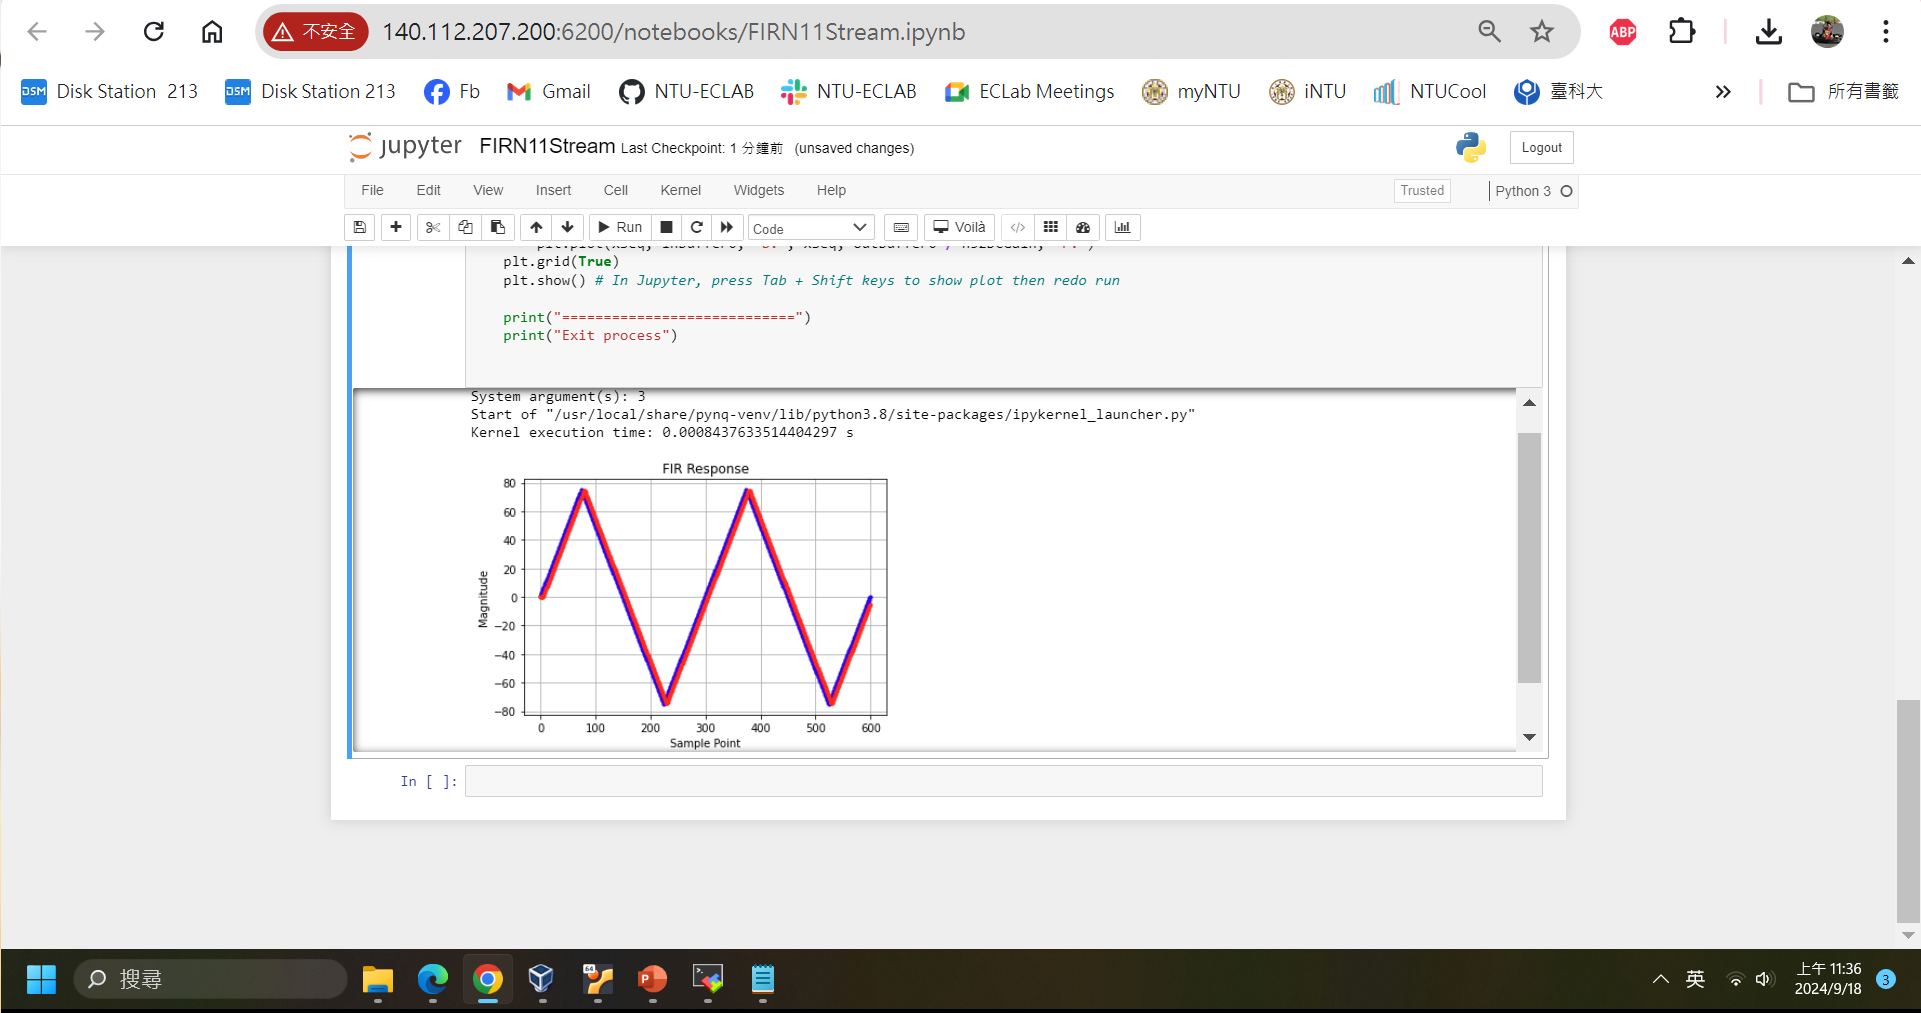 不安全 140.112.207.200:6200/notebooks/FIRN11Stream.ipynb ABP
DSM Disk Station 213 DSM Disk Station 213 Fb Gmail NTU-ECLAB NTU-ECLAB ECLab Meetings myNTU iNTU NTUCool 臺科大 » 所有書籤
jupyter FIRN11Stream Last Checkpoint: 1 分鐘前 (unsaved changes) Logout
File Edit View Insert Cell Kernel Widgets Help Trusted Python 3
Run Code Voilà </>
plt.grid(True)
plt.show() # In Jupyter, press Tab + Shift keys to show plot then redo run
print("============================")
print("Exit process")
System argument(s): 3
Start of "/usr/local/share/pynq-venv/lib/python3.8/site-packages/ipykernel_launcher.py"
Kernel execution time: 0.0008437633514404297 s
FIR Response
80
60
40
20
0
−20
−40
−60
−80
Magnitude
0 100 200 300 400 500 600
Sample Point
In [ ]:
搜尋 64 P 英 上午 11:36
2024/9/18 3